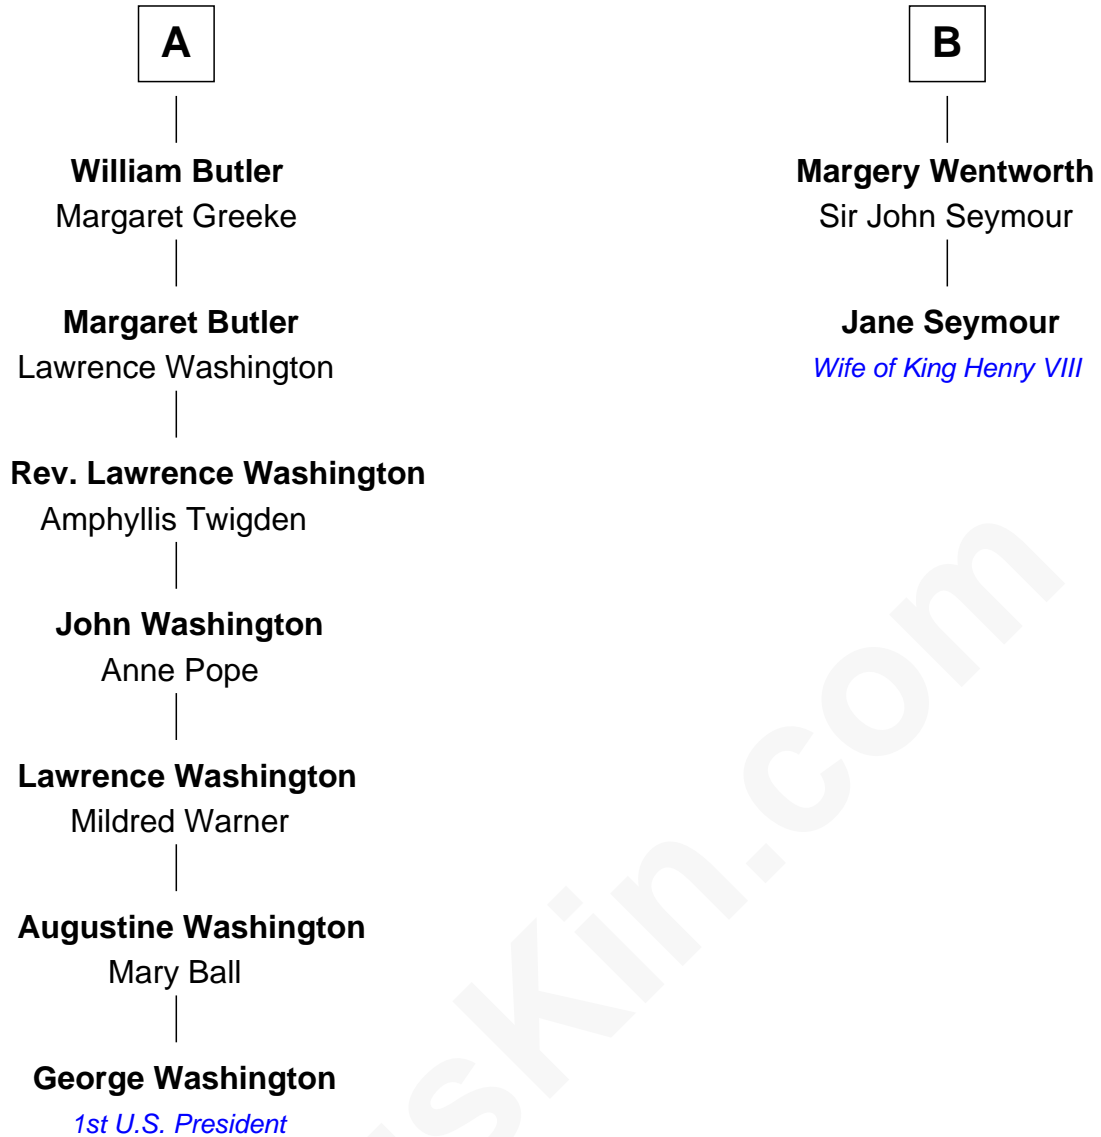 A
William Butler
Margaret Greeke
Margaret Butler
Lawrence Washington
Rev. Lawrence Washington
Amphyllis Twigden
John Washington
Anne Pope
Lawrence Washington
Mildred Warner
Augustine Washington
Mary Ball
George Washington
1st U.S. President
B
Margery Wentworth
Sir John Seymour
Jane Seymour
Wife of King Henry VIII